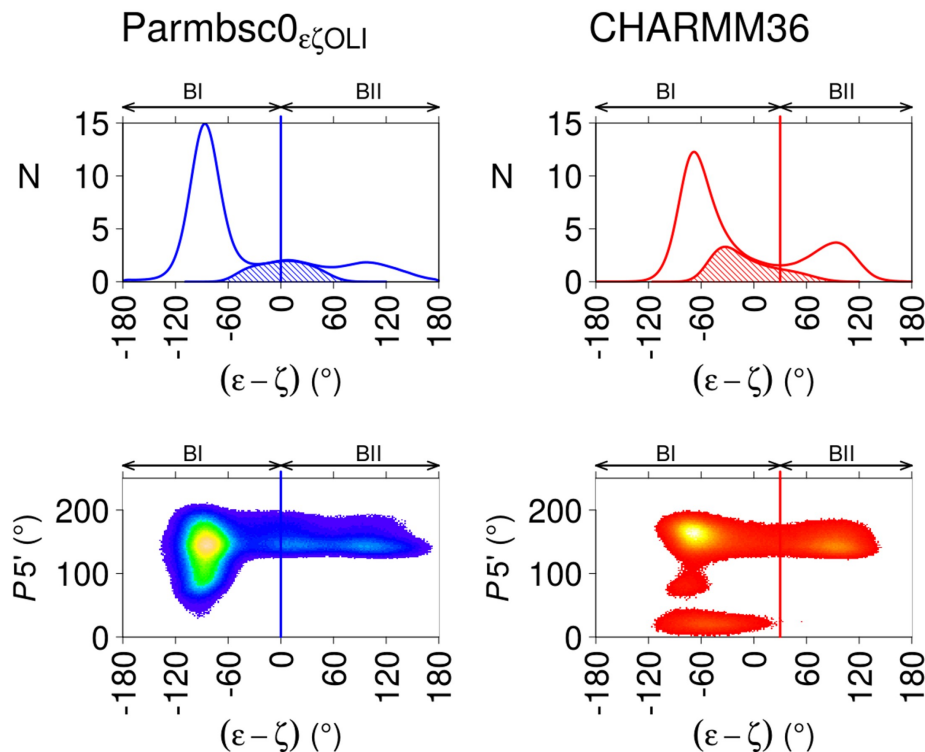 Parmbsc0εζOLI CHARMM36
BI BII BI BII
15 15
N 10 N 10
5 5
0 0
-180 -120 -60 0 60 120 180 -180 -120 -60 0 60 120 180
(ε – ζ) (°) (ε – ζ) (°)
BI BII BI BII
P5' (°) 200 P5' (°) 200
100 100
0 0
-180 -120 -60 0 60 120 180 -180 -120 -60 0 60 120 180
(ε – ζ) (°) (ε – ζ) (°)